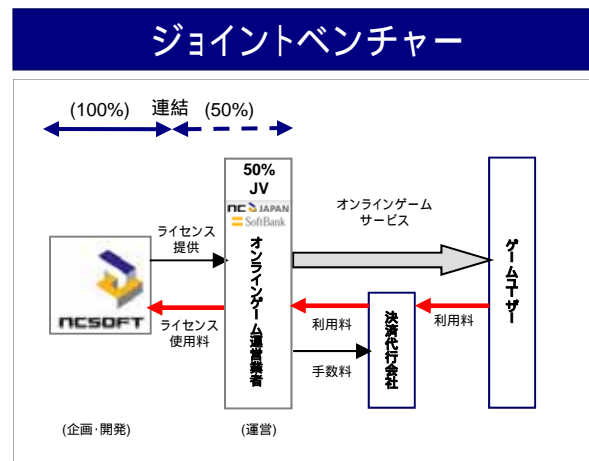 ジョイントベンチャー
(100%) 連結 (50%)
50%
JV
NC JAPAN
SoftBank
オンラインゲーム運営業者
オンラインゲーム
サービス
ゲームユーザー
ライセンス
提供
NCSOFT
ライセンス
使用料
利用料
決済代行会社
利用料
手数料
(企画・開発)
(運営)